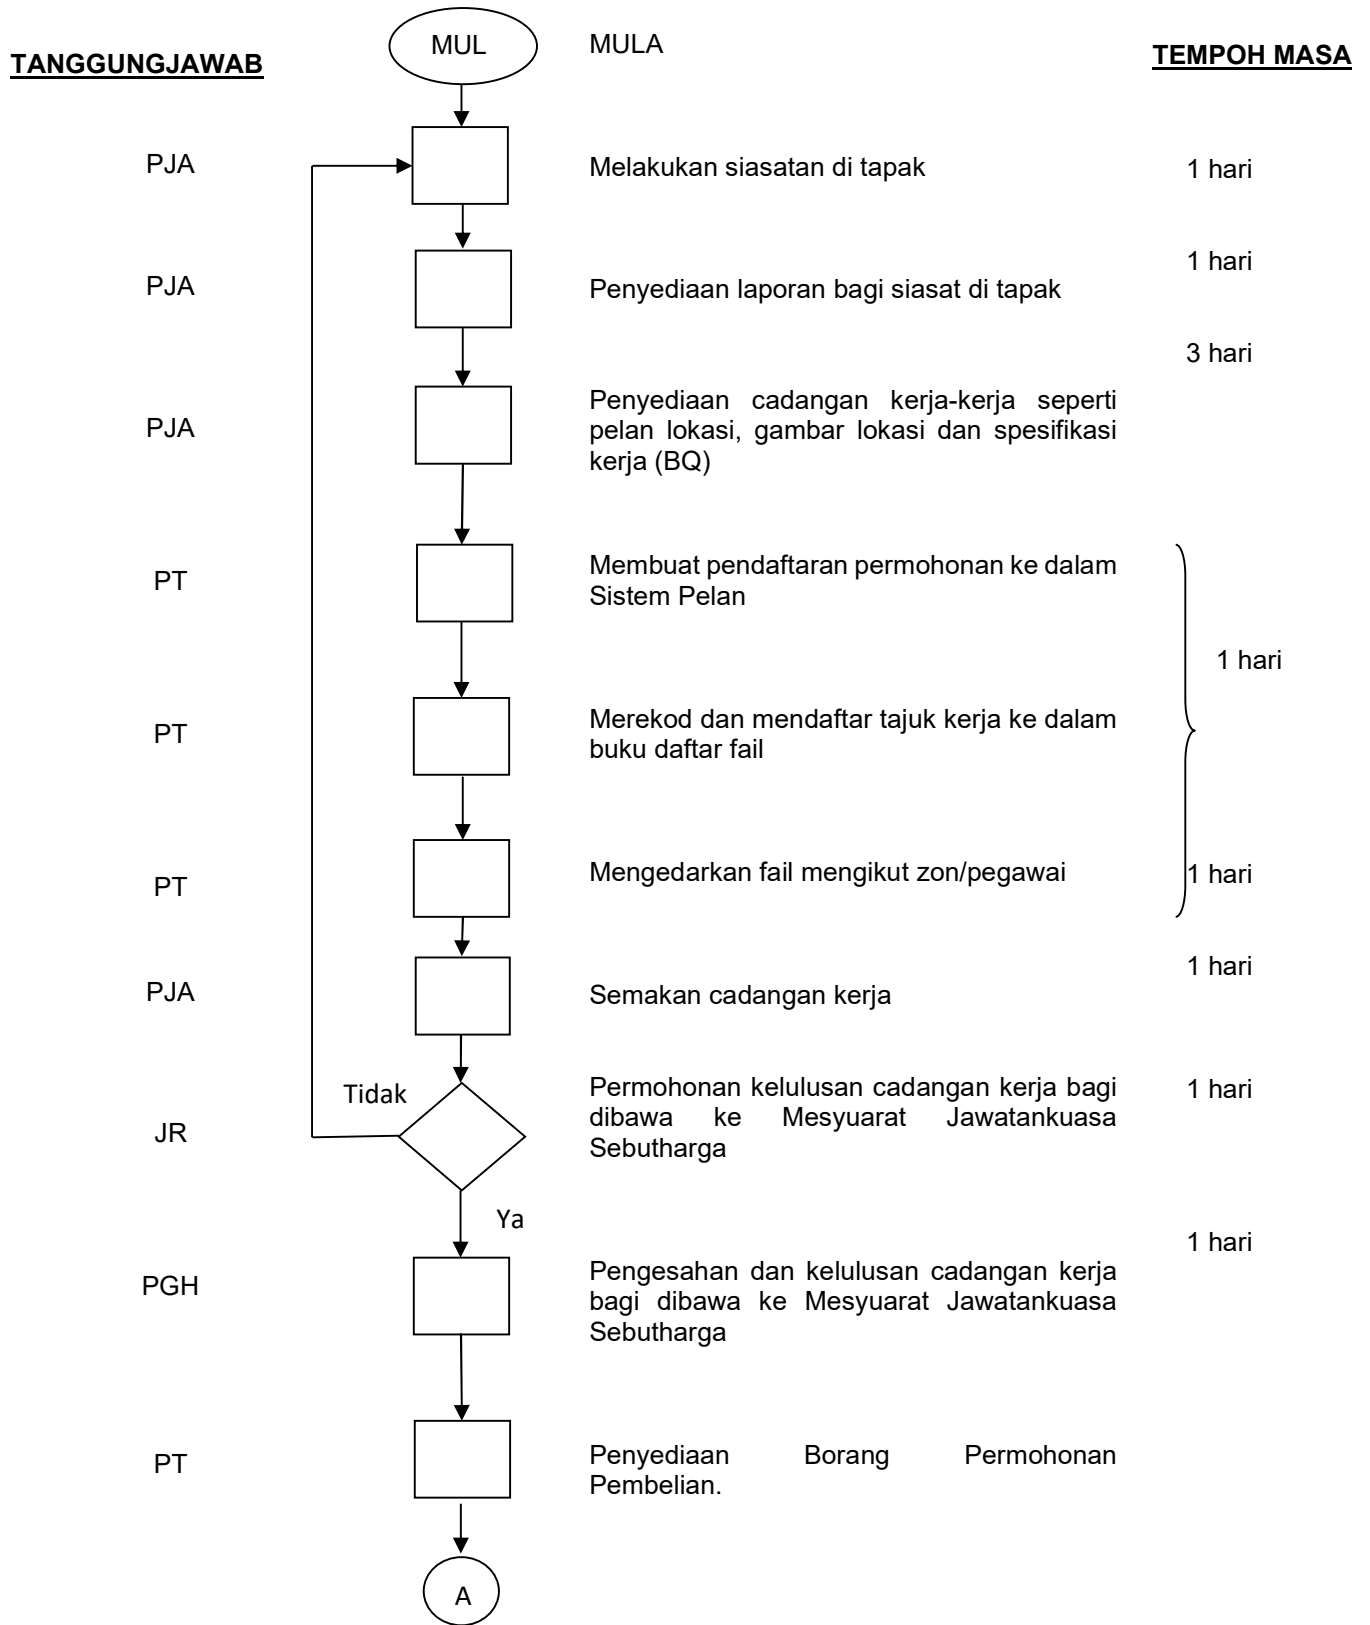 MUL
MULA
TANGGUNGJAWAB
TEMPOH MASA
PJA
Melakukan siasatan di tapak
1 hari
PJA
Penyediaan laporan bagi siasat di tapak
1 hari
3 hari
PJA
Penyediaan cadangan kerja-kerja seperti
pelan lokasi, gambar lokasi dan spesifikasi
kerja (BQ)
PT
Membuat pendaftaran permohonan ke dalam
Sistem Pelan
1 hari
PT
Merekod dan mendaftar tajuk kerja ke dalam
buku daftar fail
PT
Mengedarkan fail mengikut zon/pegawai
1 hari
PJA
Semakan cadangan kerja
1 hari
Tidak
JR
Permohonan kelulusan cadangan kerja bagi
dibawa ke Mesyuarat Jawatankuasa
Sebutharga
1 hari
Ya
PGH
Pengesahan dan kelulusan cadangan kerja
bagi dibawa ke Mesyuarat Jawatankuasa
Sebutharga
1 hari
PT
Penyediaan Borang Permohonan
Pembelian.
A